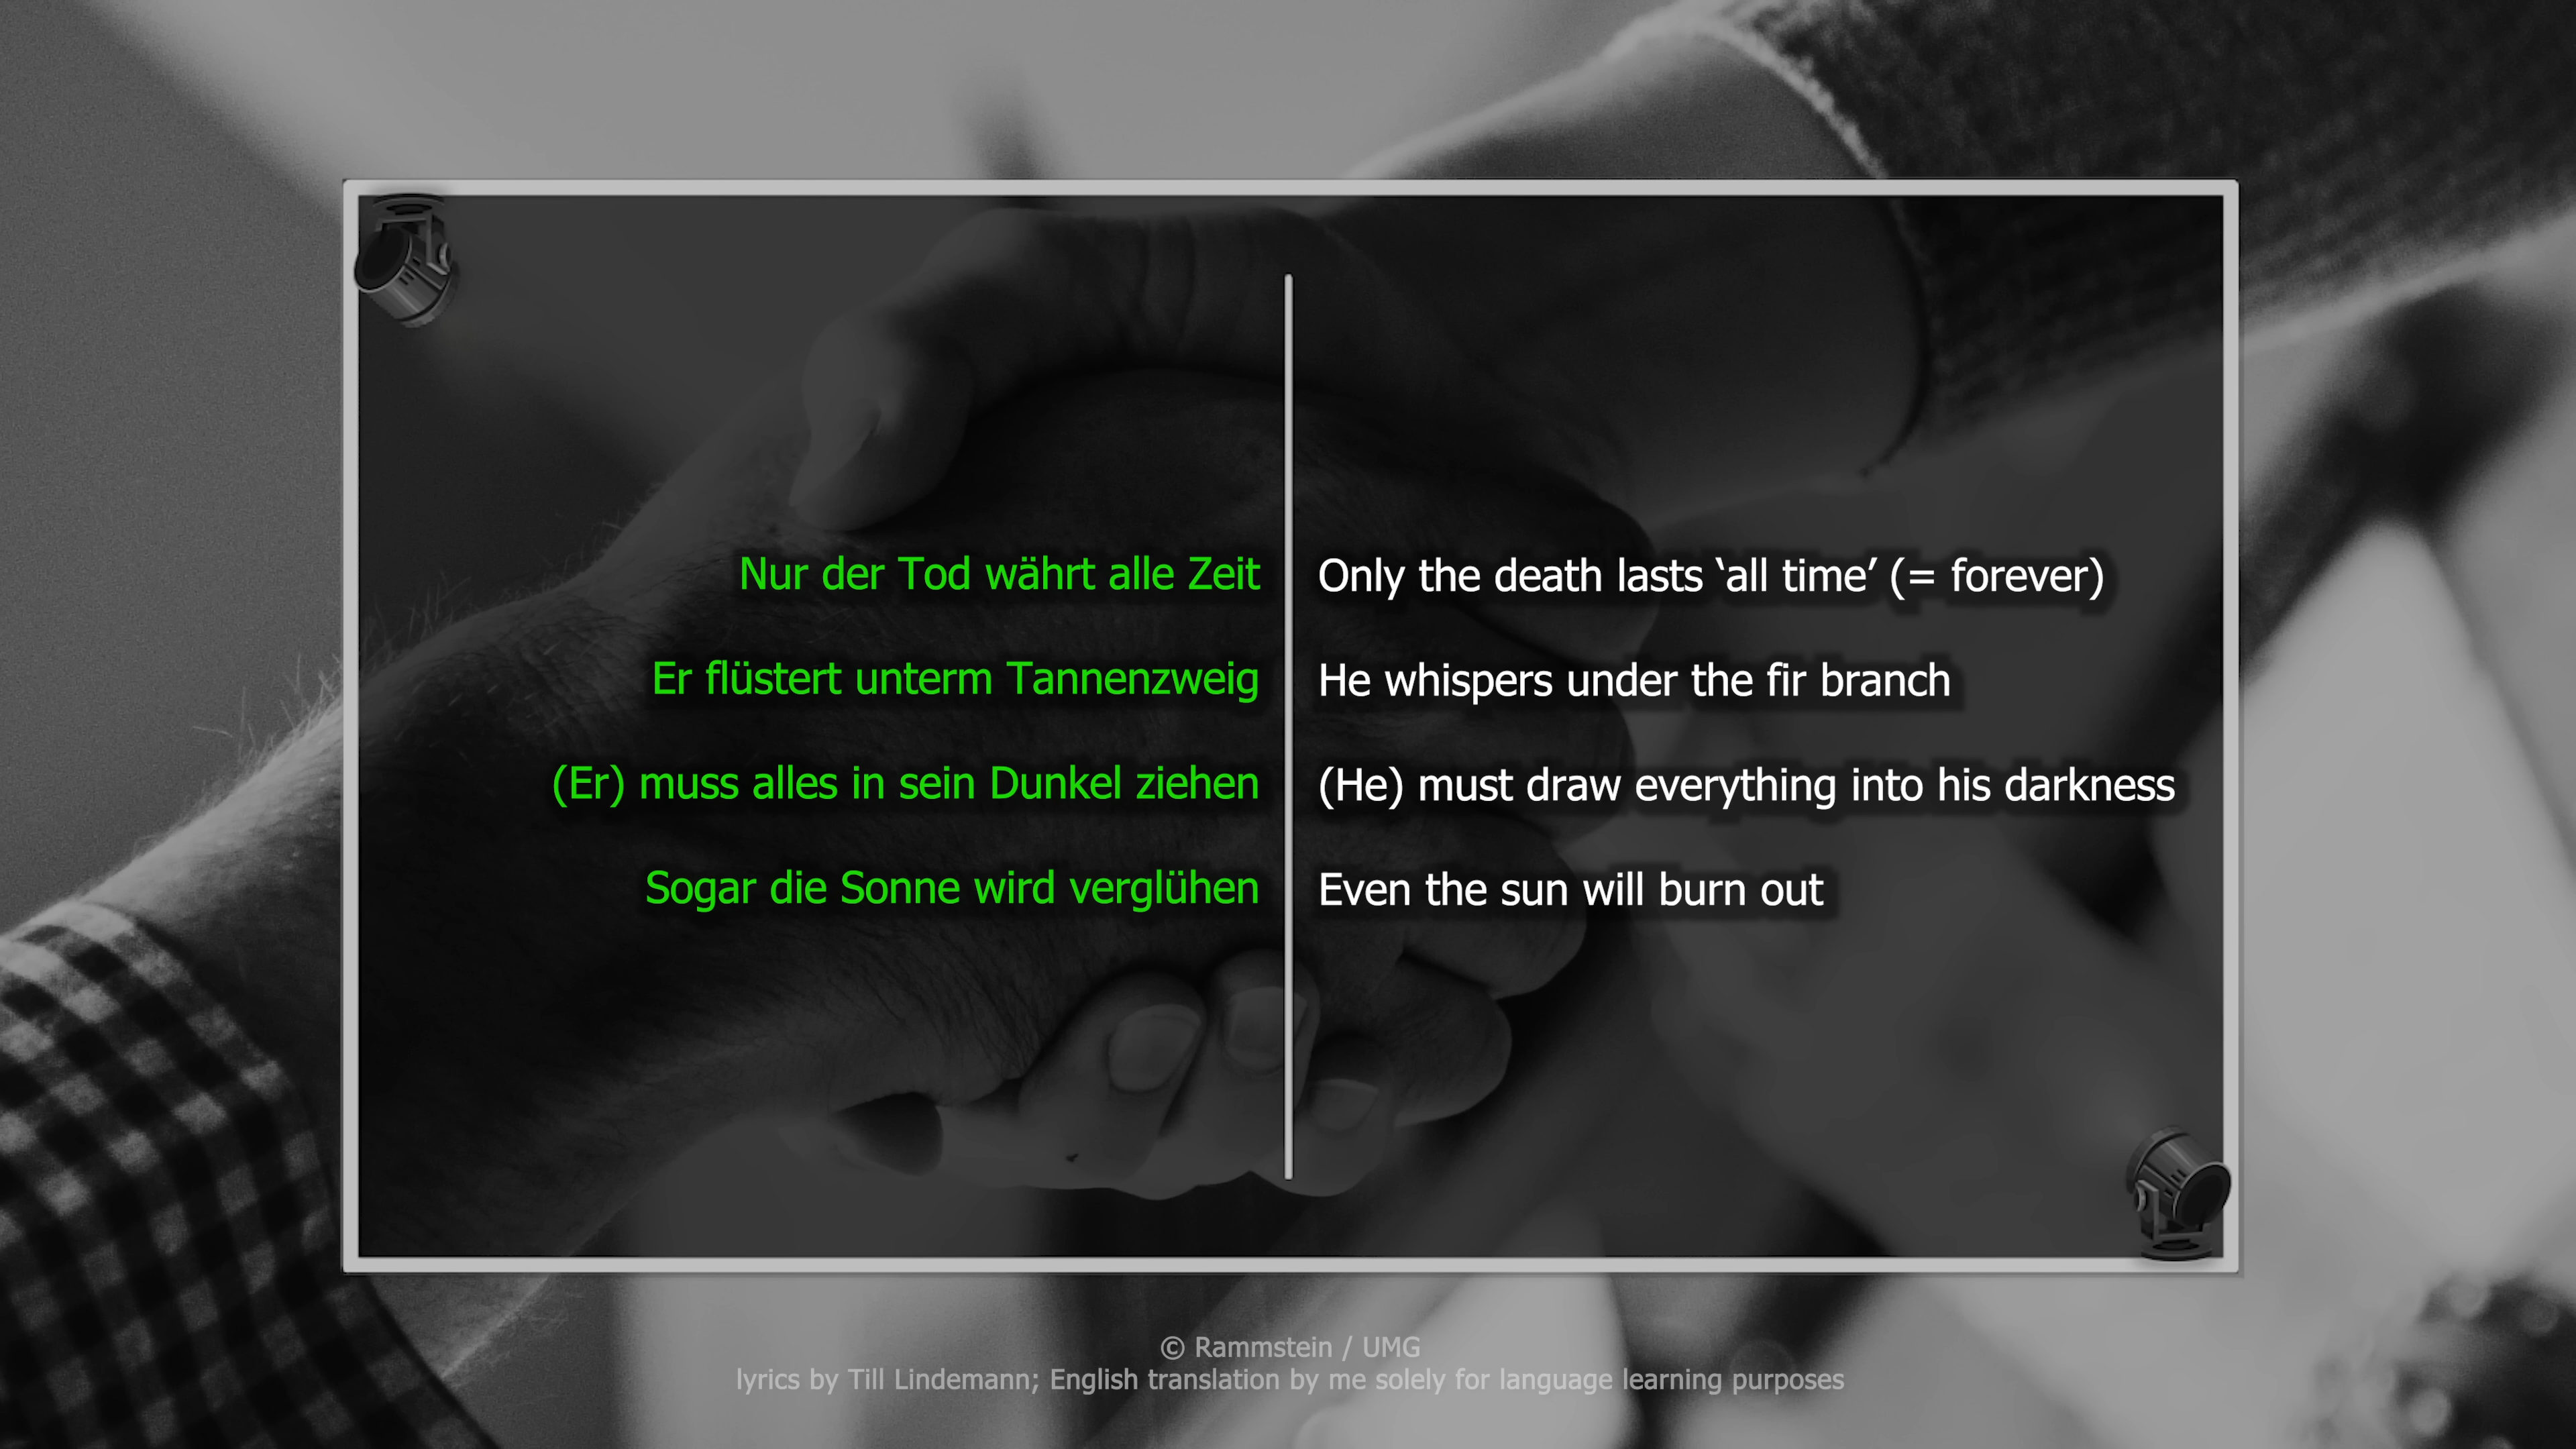 Nur der Tod währt alle Zeit
Er flüstert unterm Tannenzweig
(Er) muss alles in sein Dunkel ziehen
Sogar die Sonne wird verglühen
Only the death lasts ‘all time’ (= forever)
He whispers under the fir branch
(He) must draw everything into his darkness
Even the sun will burn out
© Rammstein / UMG
lyrics by Till Lindemann; English translation by me solely for language learning purposes